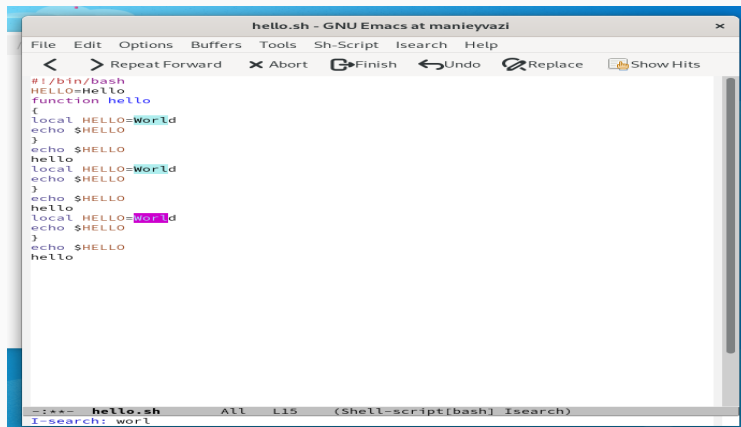 hello.sh - GNU Emacs at manieyvazi ×
File Edit Options Buffers Tools Sh-Script Isearch Help
Repeat Forward Abort Finish Undo Replace Show Hits
#!/bin/bash
HELLO=Hello
function hello
{
local HELLO=World
echo $HELLO
}
echo $HELLO
hello
local HELLO=World
echo $HELLO
}
echo $HELLO
hello
local HELLO=World
echo $HELLO
}
echo $HELLO
hello
-:**- hello.sh All L15 (Shell-script[bash] Isearch)
I-search: worl